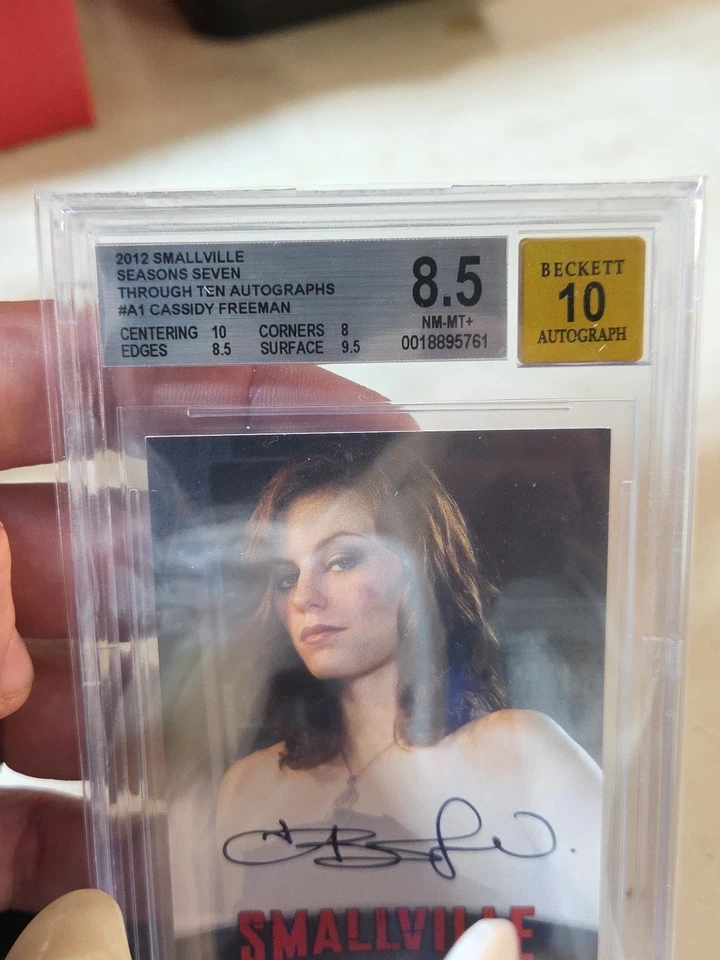 2012 SMALLVILLE
SEASONS SEVEN
THROUGH TEN AUTOGRAPHS
#A1 CASSIDY FREEMAN
CENTERING 10 CORNERS 8
EDGES 8.5 SURFACE 9.5
8.5
NM-MT+
0018895761
BECKETT
10
AUTOGRAPH
SMALLVILLE